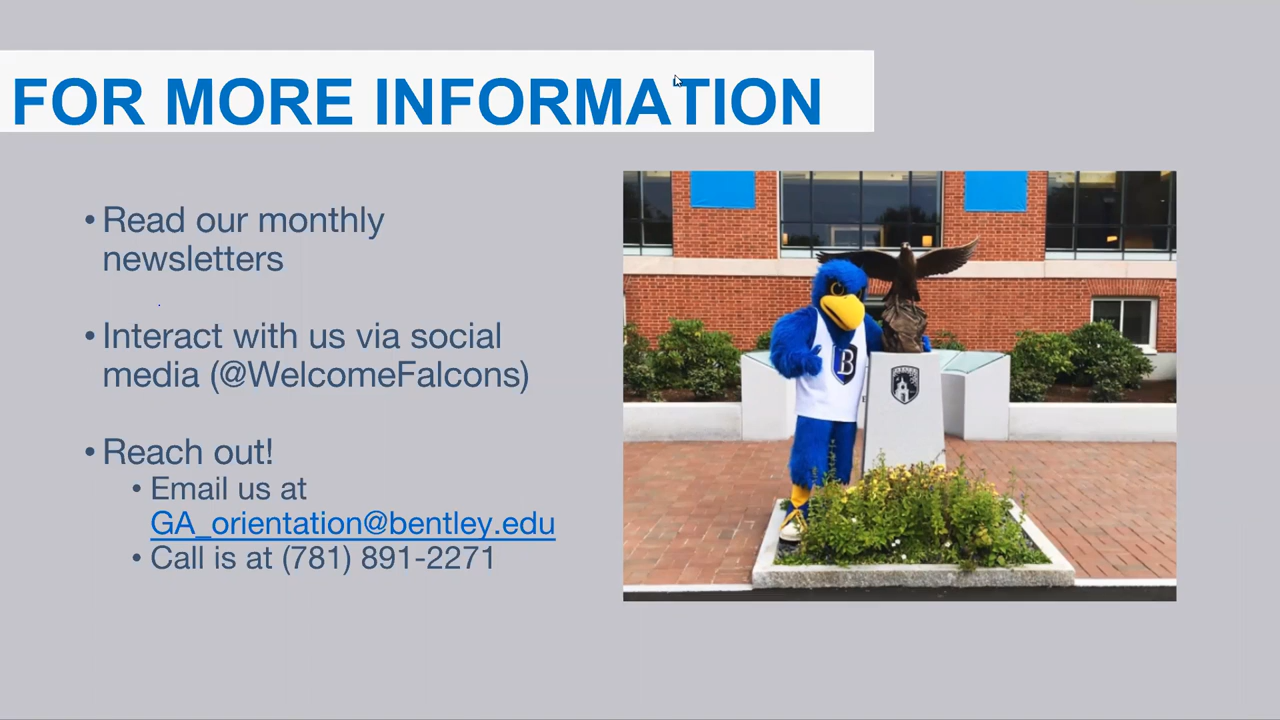 FOR MORE INFORMATION
• Read our monthly
newsletters
• Interact with us via social
media (@WelcomeFalcons)
• Reach out!
• Email us at
GA_orientation@bentley.edu
• Call is at (781) 891-2271
B